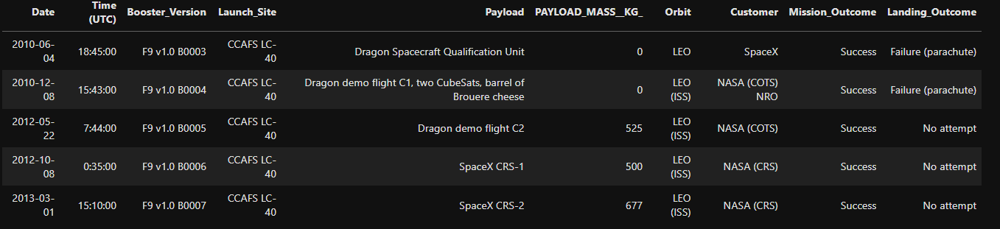 Date Time (UTC) Booster_Version Launch_Site Payload PAYLOAD_MASS__KG_ Orbit Customer Mission_Outcome Landing_Outcome
2010-06-04 18:45:00 F9 v1.0 B0003 CCAFS LC-40 Dragon Spacecraft Qualification Unit 0 LEO SpaceX Success Failure (parachute)
2010-12-08 15:43:00 F9 v1.0 B0004 CCAFS LC-40 Dragon demo flight C1, two CubeSats, barrel of Brouere cheese 0 LEO (ISS) NASA (COTS) NRO Success Failure (parachute)
2012-05-22 7:44:00 F9 v1.0 B0005 CCAFS LC-40 Dragon demo flight C2 525 LEO (ISS) NASA (COTS) Success No attempt
2012-10-08 0:35:00 F9 v1.0 B0006 CCAFS LC-40 SpaceX CRS-1 500 LEO (ISS) NASA (CRS) Success No attempt
2013-03-01 15:10:00 F9 v1.0 B0007 CCAFS LC-40 SpaceX CRS-2 677 LEO (ISS) NASA (CRS) Success No attempt